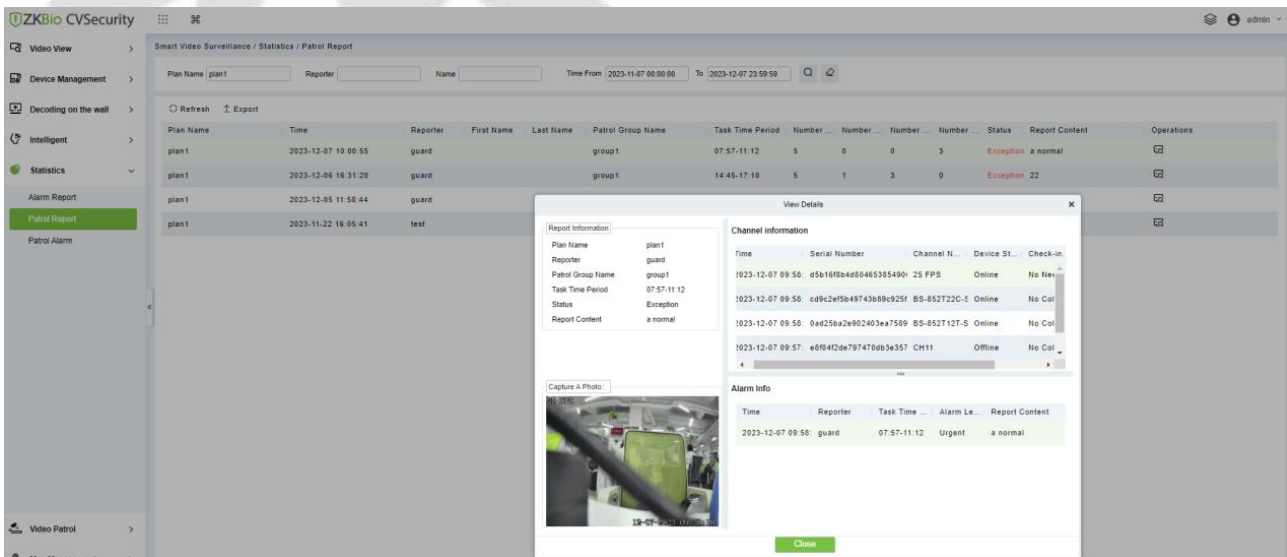 ZKBio CVSecurity
admin
Video View
Device Management
Decoding on the wall
Intelligent
Statistics
Alarm Report
Patrol Report
Patrol Alarm
Video Patrol
Smart Video Surveillance / Statistics / Patrol Report
Plan Name plan1 Reporter Name Time From 2023-11-07 00:00:00 To 2023-12-07 23:59:59
Refresh Export
Plan Name Time Reporter First Name Last Name Patrol Group Name Task Time Period Number ... Number ... Number ... Number ... Status Report Content Operations
plan1 2023-12-07 10:00:55 guard group1 07:57-11:12 5 0 0 3 Exception a normal
plan1 2023-12-06 16:31:20 guard group1 14:45-17:10 5 1 3 0 Exception 22
plan1 2023-12-05 11:58:44 guard
plan1 2023-11-22 16:05:41 test
View Details
Report Information
Plan Name plan1
Reporter guard
Patrol Group Name group1
Task Time Period 07:57-11:12
Status Exception
Report Content a normal
Capture A Photo:
Channel information
Time Serial Number Channel N... Device St... Check-in
2023-12-07 09:58: 25 FPS Online No Nee
2023-12-07 09:58: Online No Col
2023-12-07 09:58: Online No Col
2023-12-07 09:57: CH11 Offline No Col
Alarm Info
Time Reporter Task Time ... Alarm Le... Report Content
2023-12-07 09:58: guard 07:57-11:12 Urgent a normal
Close